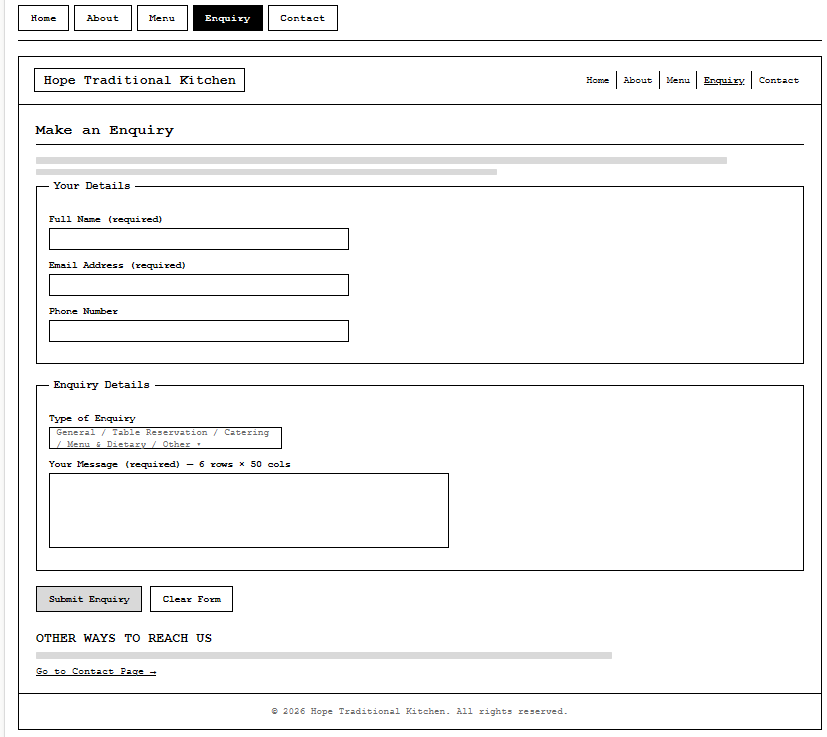 Home About Menu Enquiry Contact
Hope Traditional Kitchen
Home About Menu Enquiry Contact
Make an Enquiry
Your Details
Full Name (required)
Email Address (required)
Phone Number
Enquiry Details
Type of Enquiry
General / Table Reservation / Catering
/ Menu & Dietary / Other ▾
Your Message (required) — 6 rows × 50 cols
Submit Enquiry Clear Form
OTHER WAYS TO REACH US
Go to Contact Page →
© 2026 Hope Traditional Kitchen. All rights reserved.